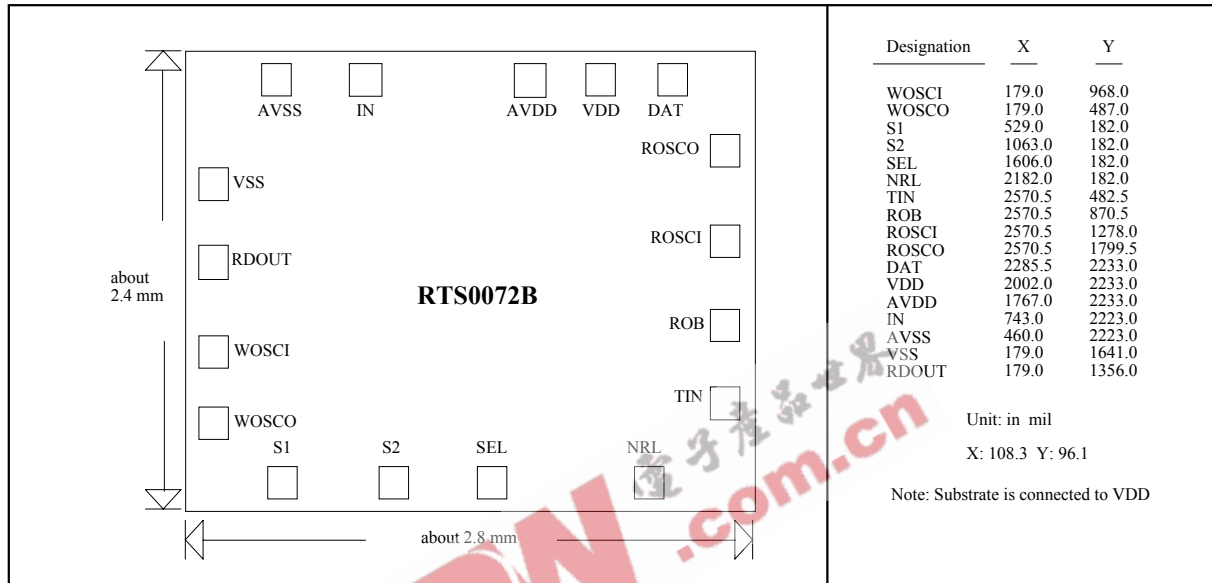 AVSS IN AVDD VDD DAT
ROSCO
VSS
ROSCI
RDOUT
about
2.4 mm
RTS0072B
ROB
WOSCI
TIN
WOSCO
S1 S2 SEL NRL
about 2.8 mm
Designation X Y
WOSCI 179.0 968.0
WOSCO 179.0 487.0
S1 529.0 182.0
S2 1063.0 182.0
SEL 1606.0 182.0
NRL 2182.0 182.0
TIN 2570.5 482.5
ROB 2570.5 870.5
ROSCI 2570.5 1278.0
ROSCO 2570.5 1799.5
DAT 2285.5 2233.0
VDD 2002.0 2233.0
AVDD 1767.0 2233.0
IN 743.0 2223.0
AVSS 460.0 2223.0
VSS 179.0 1641.0
RDOUT 179.0 1356.0
Unit: in mil
X: 108.3 Y: 96.1
Note: Substrate is connected to VDD
電子產品世界
.com.cn